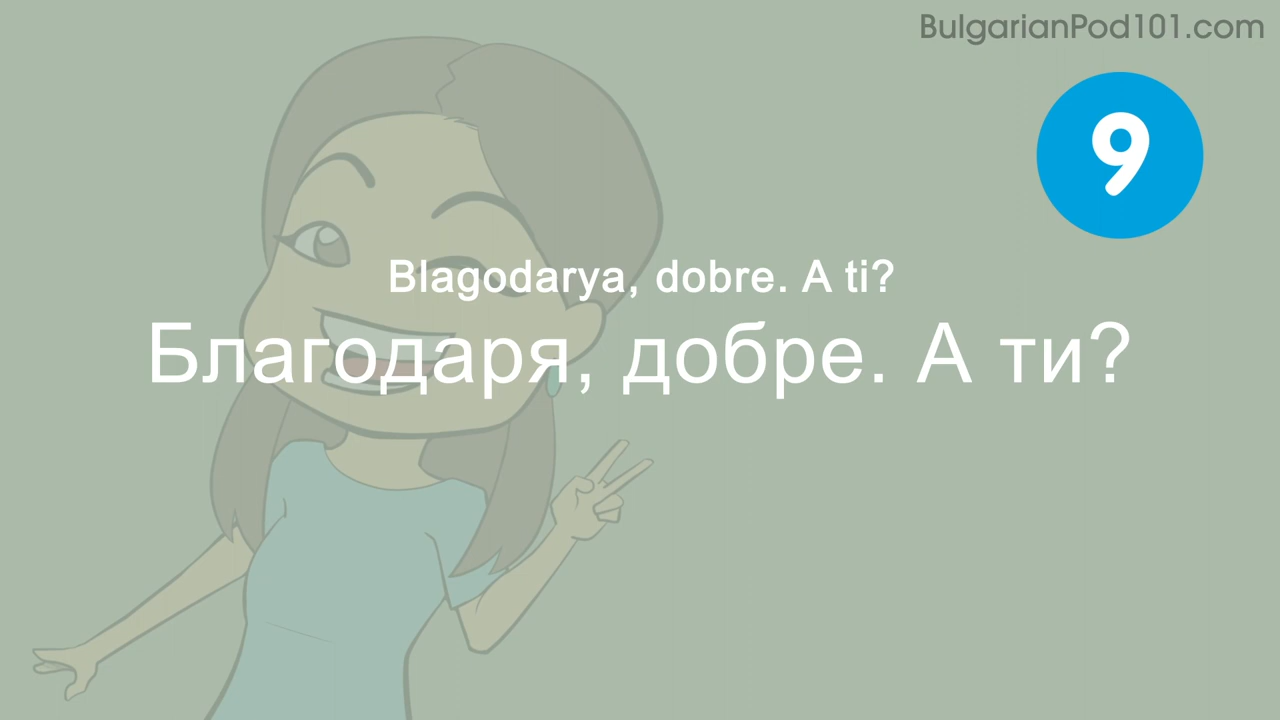 BulgarianPod101.com
9
Blagodarya, dobre. A ti?
Благодаря, добре. А ти?